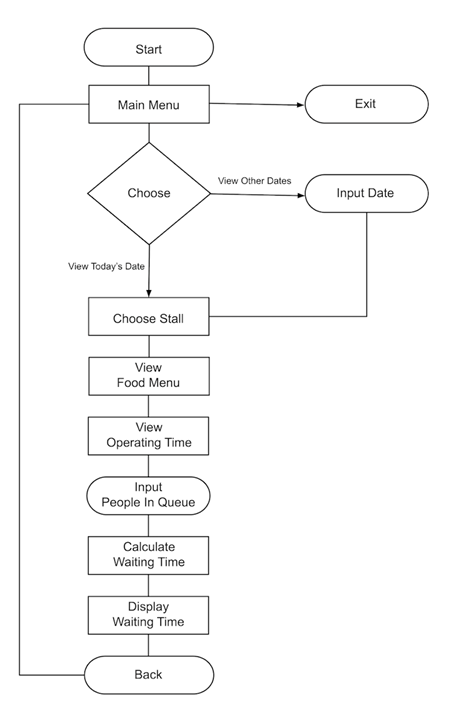 Start
Main Menu
Exit
Choose
View Other Dates
Input Date
View Today's Date
Choose Stall
View
Food Menu
View
Operating Time
Input
People In Queue
Calculate
Waiting Time
Display
Waiting Time
Back